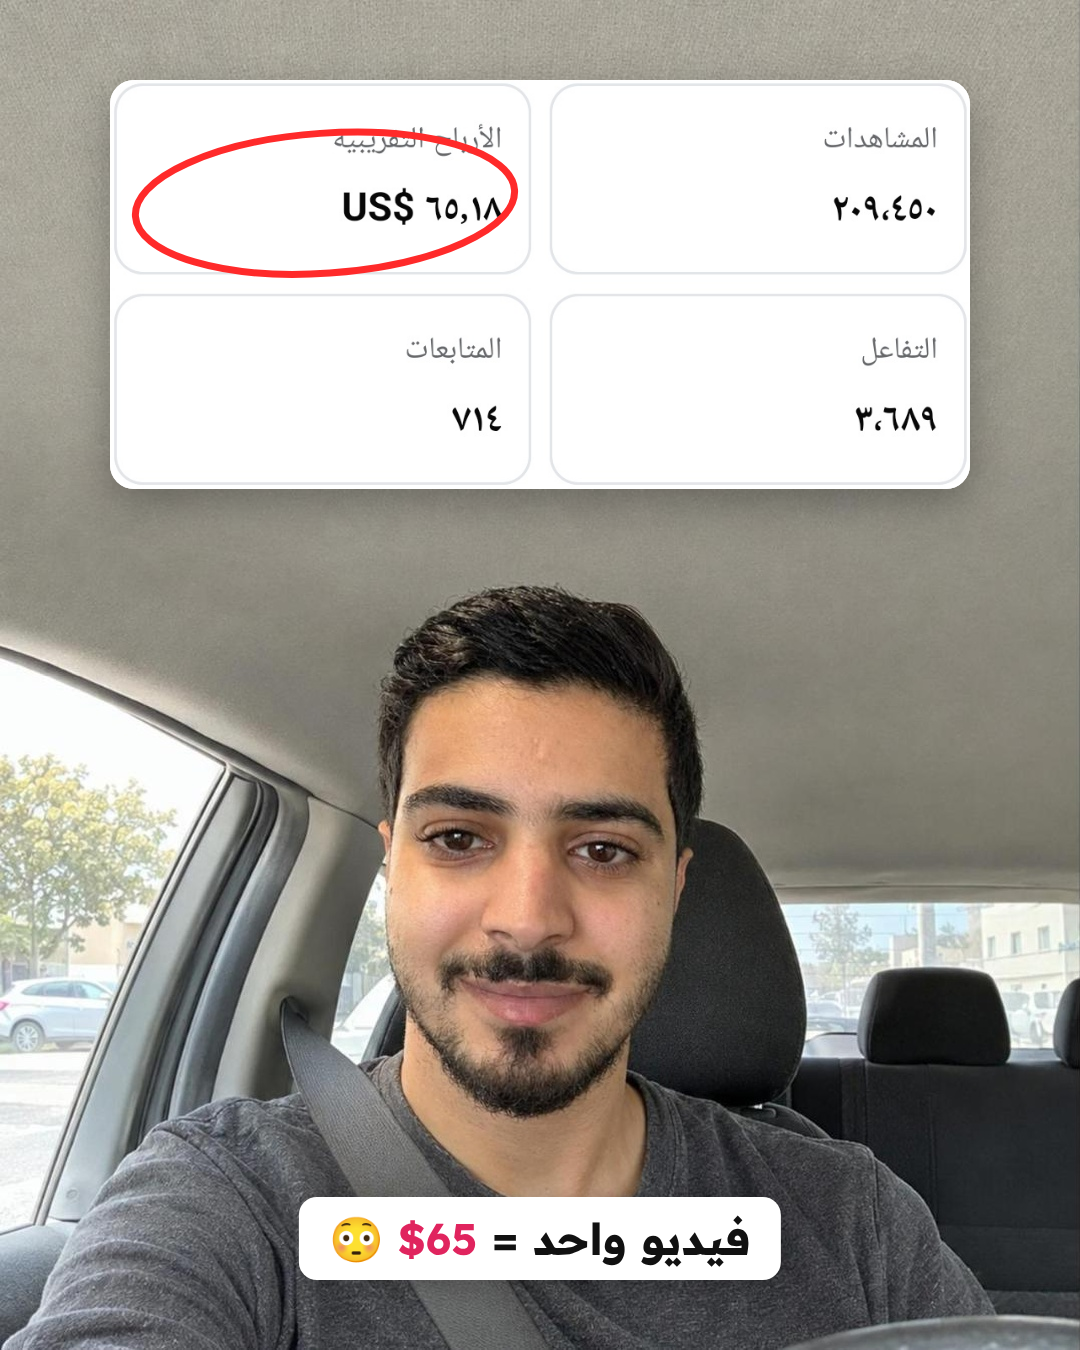 المشاهدات
٢٠٩،٤٥٠
الأرباح التقريبية
US$ ٦٥,١٨
التفاعل
٣،٦٨٩
المتابعات
٧١٤
فيديو واحد = $65 😳